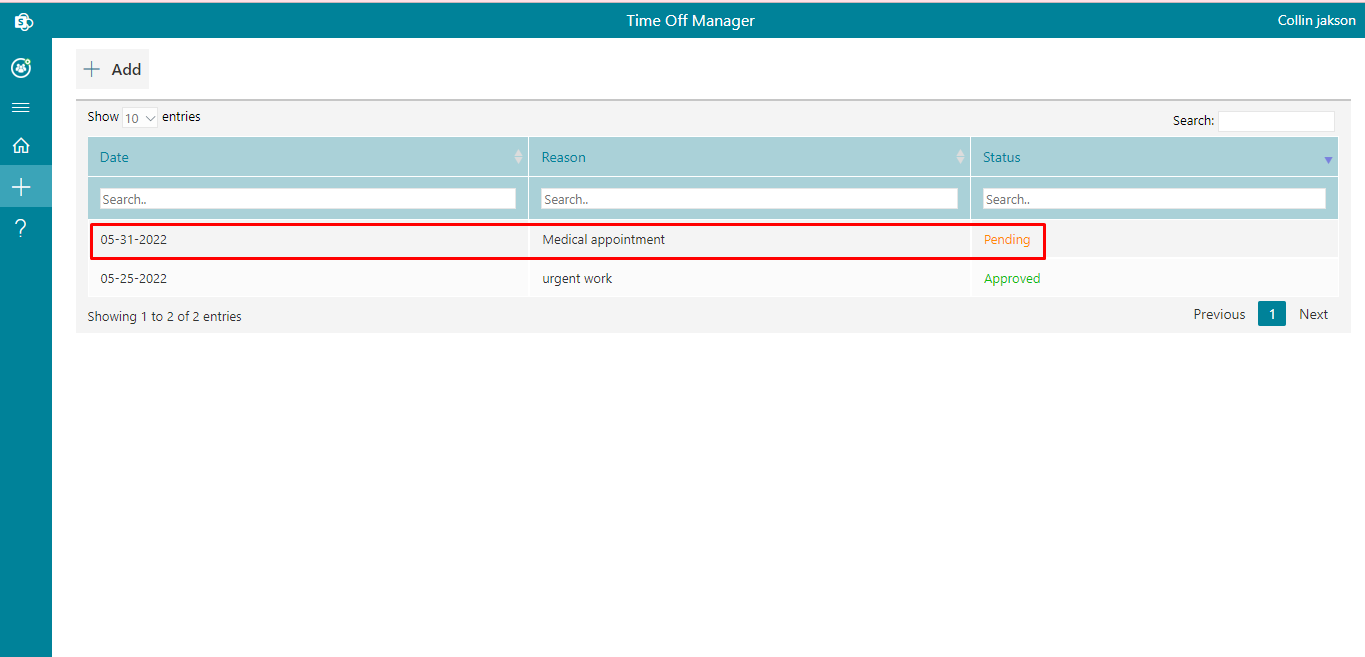 S
Time Off Manager
Collin jakson
Add
Show 10 entries
Search:
Date Reason Status
Search.. Search.. Search..
05-31-2022 Medical appointment Pending
05-25-2022 urgent work Approved
Showing 1 to 2 of 2 entries
Previous 1 Next
?